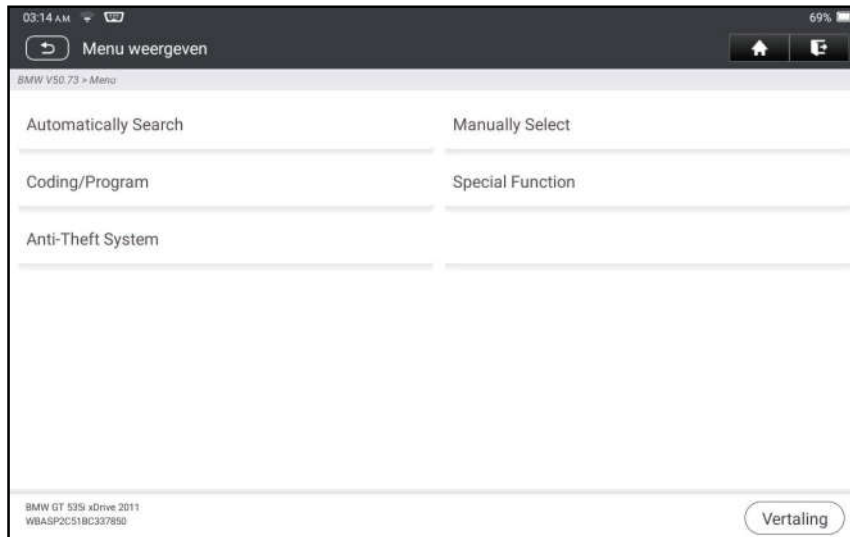 03:14 AM
69%
Menu weergeven
BMW V50.73 > Menu
Automatically Search
Manually Select
Coding/Program
Special Function
Anti-Theft System
BMW GT 535i xDrive 2011
WBASP2C51BC337850
Vertaling